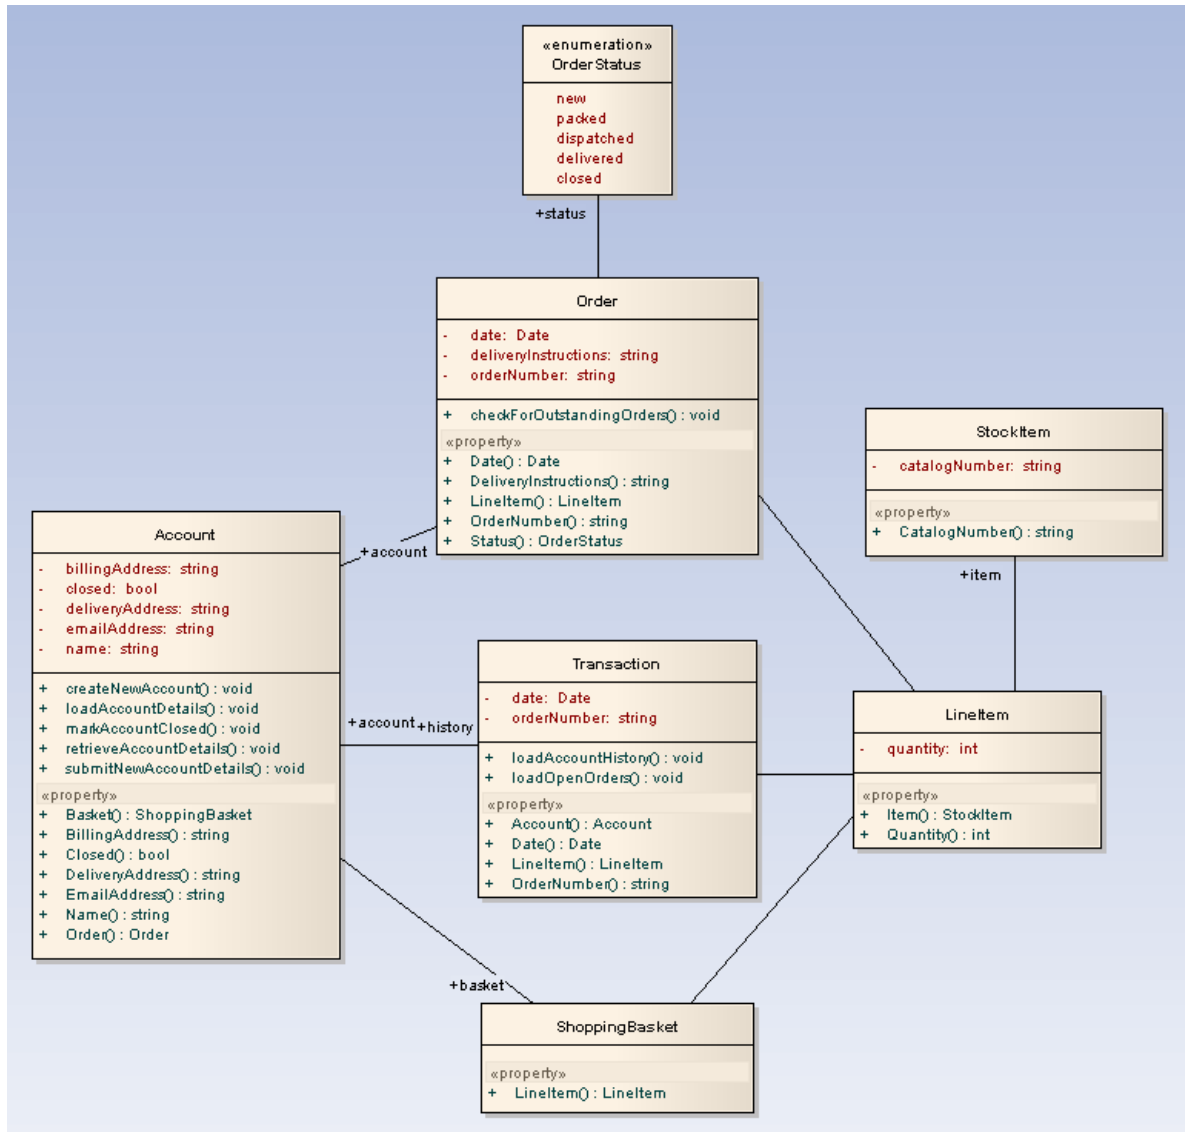 «enumeration»
OrderStatus
new
packed
dispatched
delivered
closed
+status
Order
- date: Date
- deliveryInstructions: string
- orderNumber: string
+ checkForOutstandingOrders() : void
«property»
+ Date() : Date
+ DeliveryInstructions() : string
+ LineItem() : LineItem
+ OrderNumber() : string
+ Status() : OrderStatus
StockItem
- catalogNumber: string
«property»
+ CatalogNumber() : string
+item
+account
Account
- billingAddress: string
- closed: bool
- deliveryAddress: string
- emailAddress: string
- name: string
+ createNewAccount() : void
+ loadAccountDetails() : void
+ markAccountClosed() : void
+ retrieveAccountDetails() : void
+ submitNewAccountDetails() : void
«property»
+ Basket() : ShoppingBasket
+ BillingAddress() : string
+ Closed() : bool
+ DeliveryAddress() : string
+ EmailAddress() : string
+ Name() : string
+ Order() : Order
+account +history
Transaction
- date: Date
- orderNumber: string
+ loadAccountHistory() : void
+ loadOpenOrders() : void
«property»
+ Account() : Account
+ Date() : Date
+ LineItem() : LineItem
+ OrderNumber() : string
LineItem
- quantity: int
«property»
+ Item() : StockItem
+ Quantity() : int
+basket
ShoppingBasket
«property»
+ LineItem() : LineItem